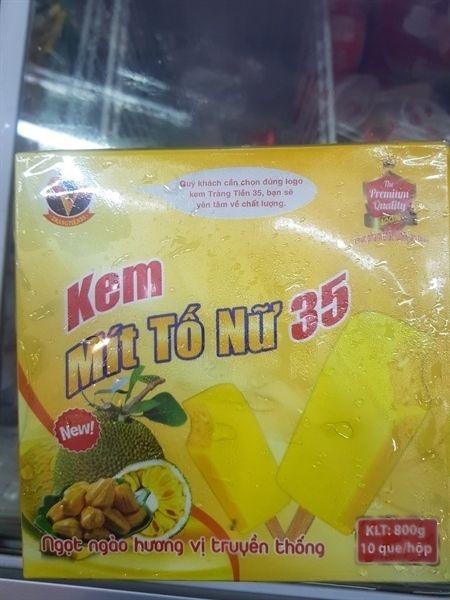 Quý khách cần chọn đúng logo
kem Tràng Tiền 35, bạn sẽ
yên tâm về chất lượng.
The
Premium
Quality
Kem
Mít Tố Nữ 35
New!
Ngọt ngào hương vị truyền thống
KLT: 800g
10 que/hộp